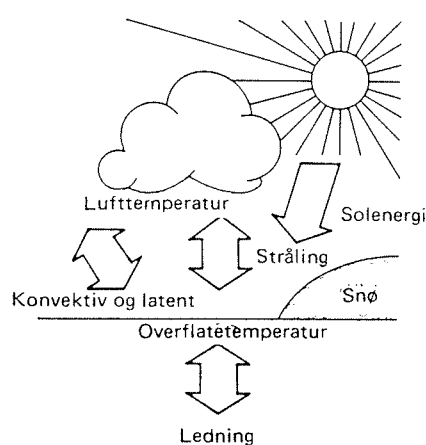 Lufttemperatur
Solenergi
Stråling
Konvektiv og latent
Snø
Overflatetemperatur
Ledning